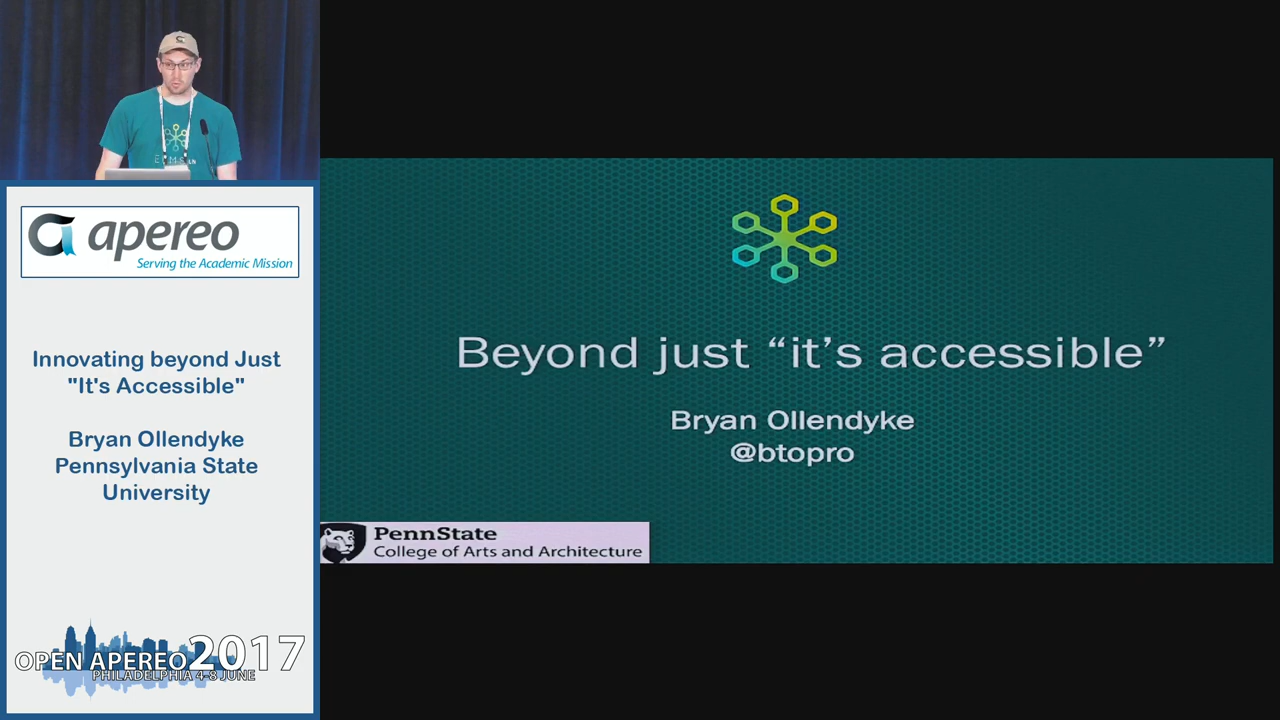 apereo
Serving the Academic Mission
Innovating beyond Just
"It's Accessible"
Bryan Ollendyke
Pennsylvania State
University
OPEN APEREO 2017
PHILADELPHIA 4-8 JUNE
Beyond just “it’s accessible”
Bryan Ollendyke
@btopro
PennState
College of Arts and Architecture